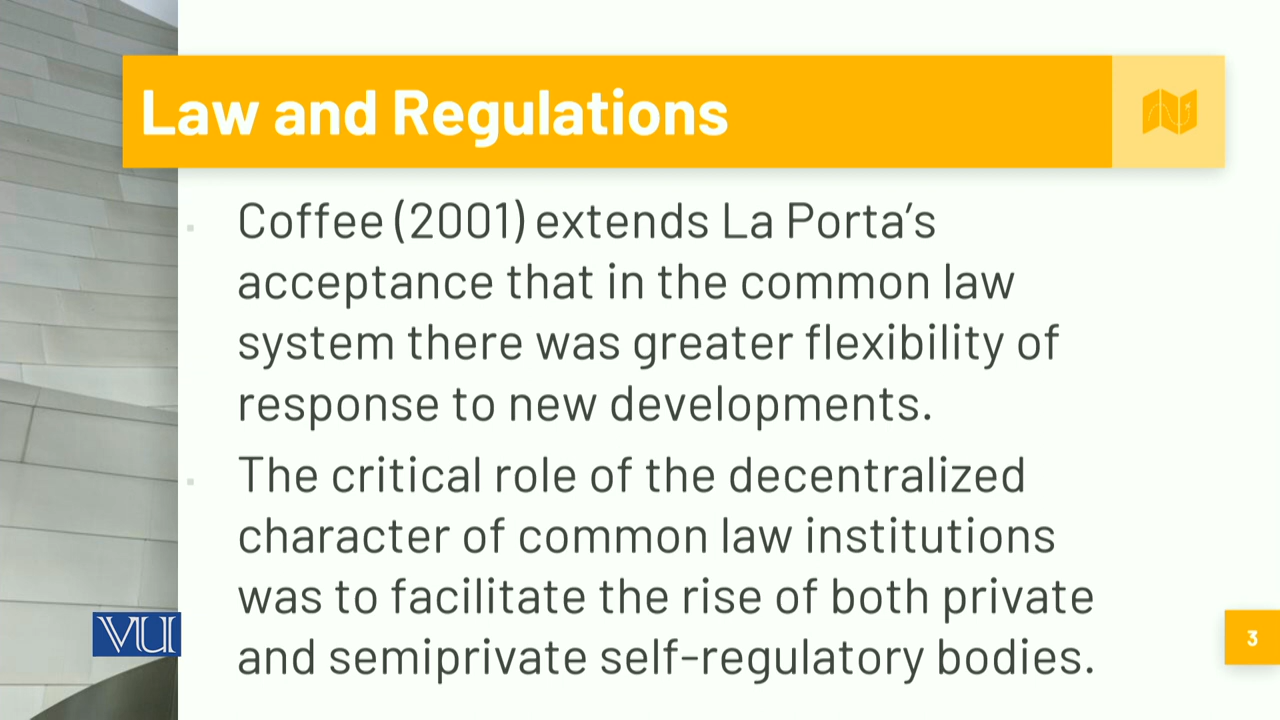 Law and Regulations
Coffee (2001) extends La Porta’s
acceptance that in the common law
system there was greater flexibility of
response to new developments.
The critical role of the decentralized
character of common law institutions
was to facilitate the rise of both private
and semiprivate self-regulatory bodies.
VU
3